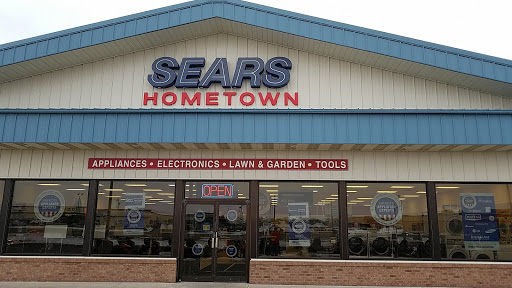 SEARS
HOMETOWN
APPLIANCES • ELECTRONICS • LAWN & GARDEN • TOOLS
OPEN